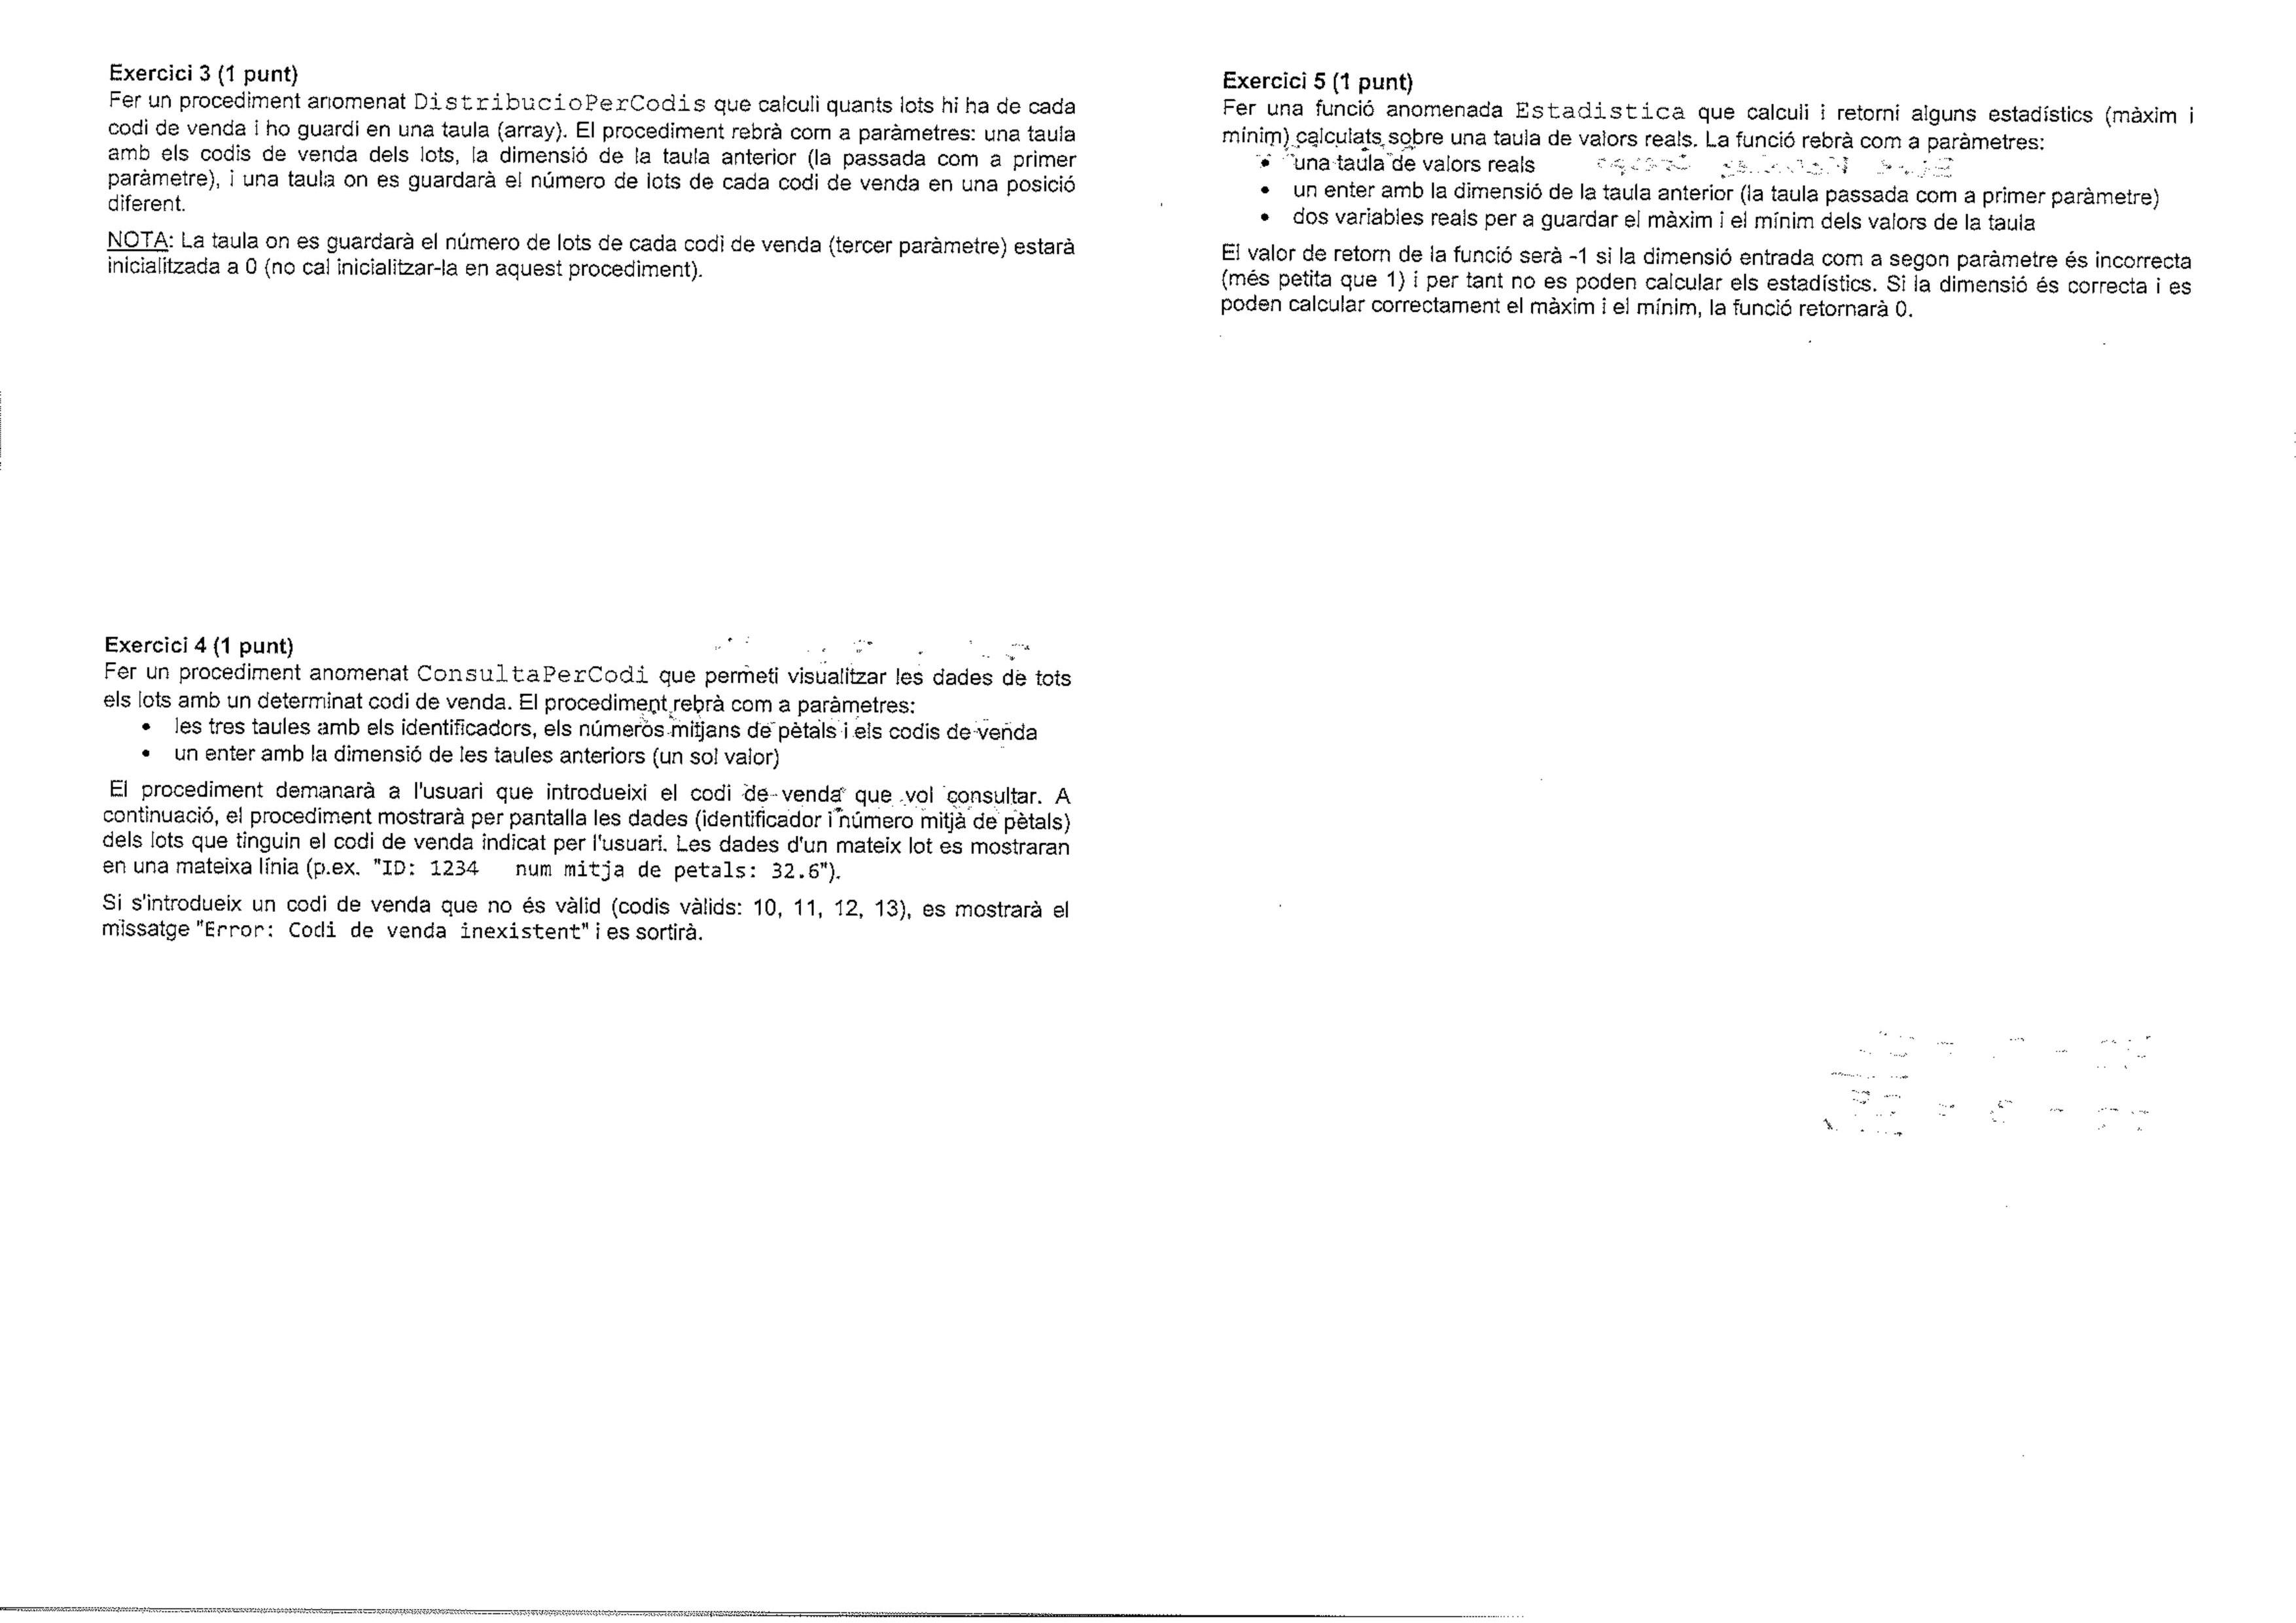 Exercici 3 (1 punt)
Fer un procediment anomenat DistribucioPerCodis que calculi quants lots hi ha de cada
codi de venda i ho guardi en una taula (array). El procediment rebrà com a paràmetres: una taula
amb els codis de venda dels lots, la dimensió de la taula anterior (la passada com a primer
paràmetre), i una taula on es guardarà el número de lots de cada codi de venda en una posició
diferent.
NOTA: La taula on es guardarà el número de lots de cada codi de venda (tercer paràmetre) estarà
inicialitzada a 0 (no cal inicialitzar-la en aquest procediment).
Exercici 4 (1 punt)
Fer un procediment anomenat ConsultaPerCodi que permeti visualitzar les dades de tots
els lots amb un determinat codi de venda. El procediment rebrà com a paràmetres:
• les tres taules amb els identificadors, els números mitjans de pètals i els codis de venda
• un enter amb la dimensió de les taules anteriors (un sol valor)
El procediment demanarà a l'usuari que introdueixi el codi de venda que vol consultar. A
continuació, el procediment mostrarà per pantalla les dades (identificador i número mitjà de pètals)
dels lots que tinguin el codi de venda indicat per l'usuari. Les dades d'un mateix lot es mostraran
en una mateixa línia (p.ex. "ID: 1234   num mitja de petals: 32.6").
Si s'introdueix un codi de venda que no és vàlid (codis vàlids: 10, 11, 12, 13), es mostrarà el
missatge "Error: Codi de venda inexistent" i es sortirà.
Exercici 5 (1 punt)
Fer una funció anomenada Estadistica que calculi i retorni alguns estadístics (màxim i
mínim) calculats sobre una taula de valors reals. La funció rebrà com a paràmetres:
• una taula de valors reals
• un enter amb la dimensió de la taula anterior (la taula passada com a primer paràmetre)
• dos variables reals per a guardar el màxim i el mínim dels valors de la taula
El valor de retorn de la funció serà -1 si la dimensió entrada com a segon paràmetre és incorrecta
(més petita que 1) i per tant no es poden calcular els estadístics. Si la dimensió és correcta i es
poden calcular correctament el màxim i el mínim, la funció retornarà 0.